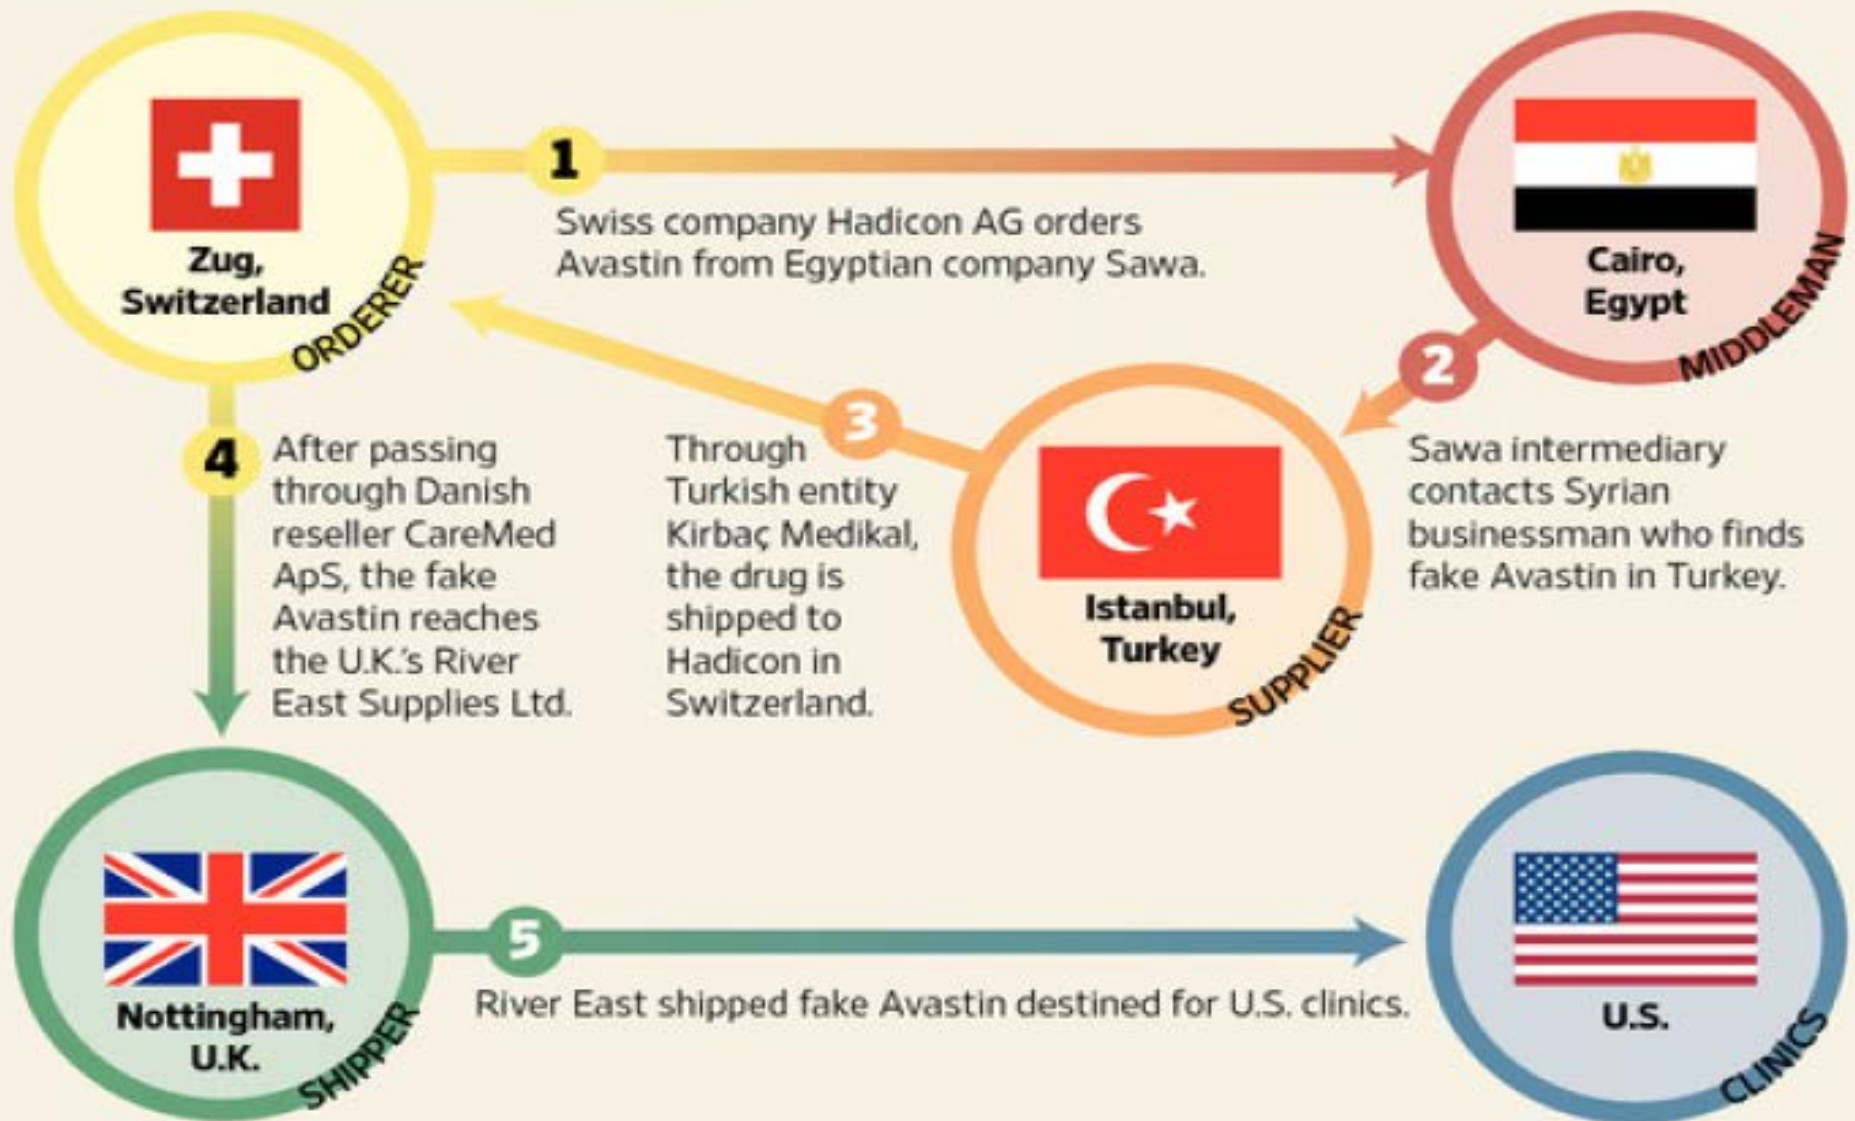 Zug,
Switzerland
ORDERER
1
Swiss company Hadicon AG orders
Avastin from Egyptian company Sawa.
Cairo,
Egypt
MIDDLEMAN
2
Sawa intermediary
contacts Syrian
businessman who finds
fake Avastin in Turkey.
Istanbul,
Turkey
SUPPLIER
3
Through
Turkish entity
Kirbaç Medikal,
the drug is
shipped to
Hadicon in
Switzerland.
4
After passing
through Danish
reseller CareMed
ApS, the fake
Avastin reaches
the U.K.'s River
East Supplies Ltd.
Nottingham,
U.K.
SHIPPER
5
River East shipped fake Avastin destined for U.S. clinics.
U.S.
CLINICS